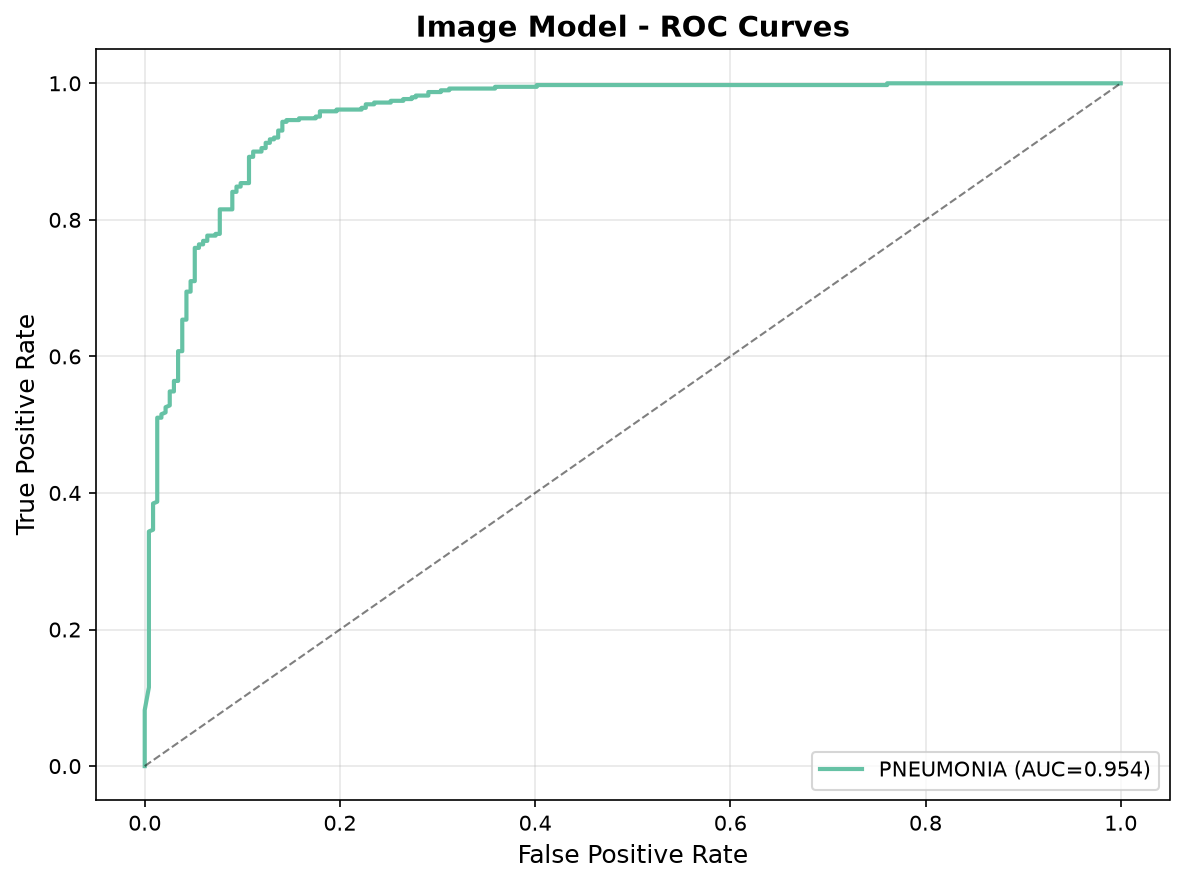 Image Model - ROC Curves
True Positive Rate
1.0
0.8
0.6
0.4
0.2
0.0
PNEUMONIA (AUC=0.954)
0.0 0.2 0.4 0.6 0.8 1.0
False Positive Rate